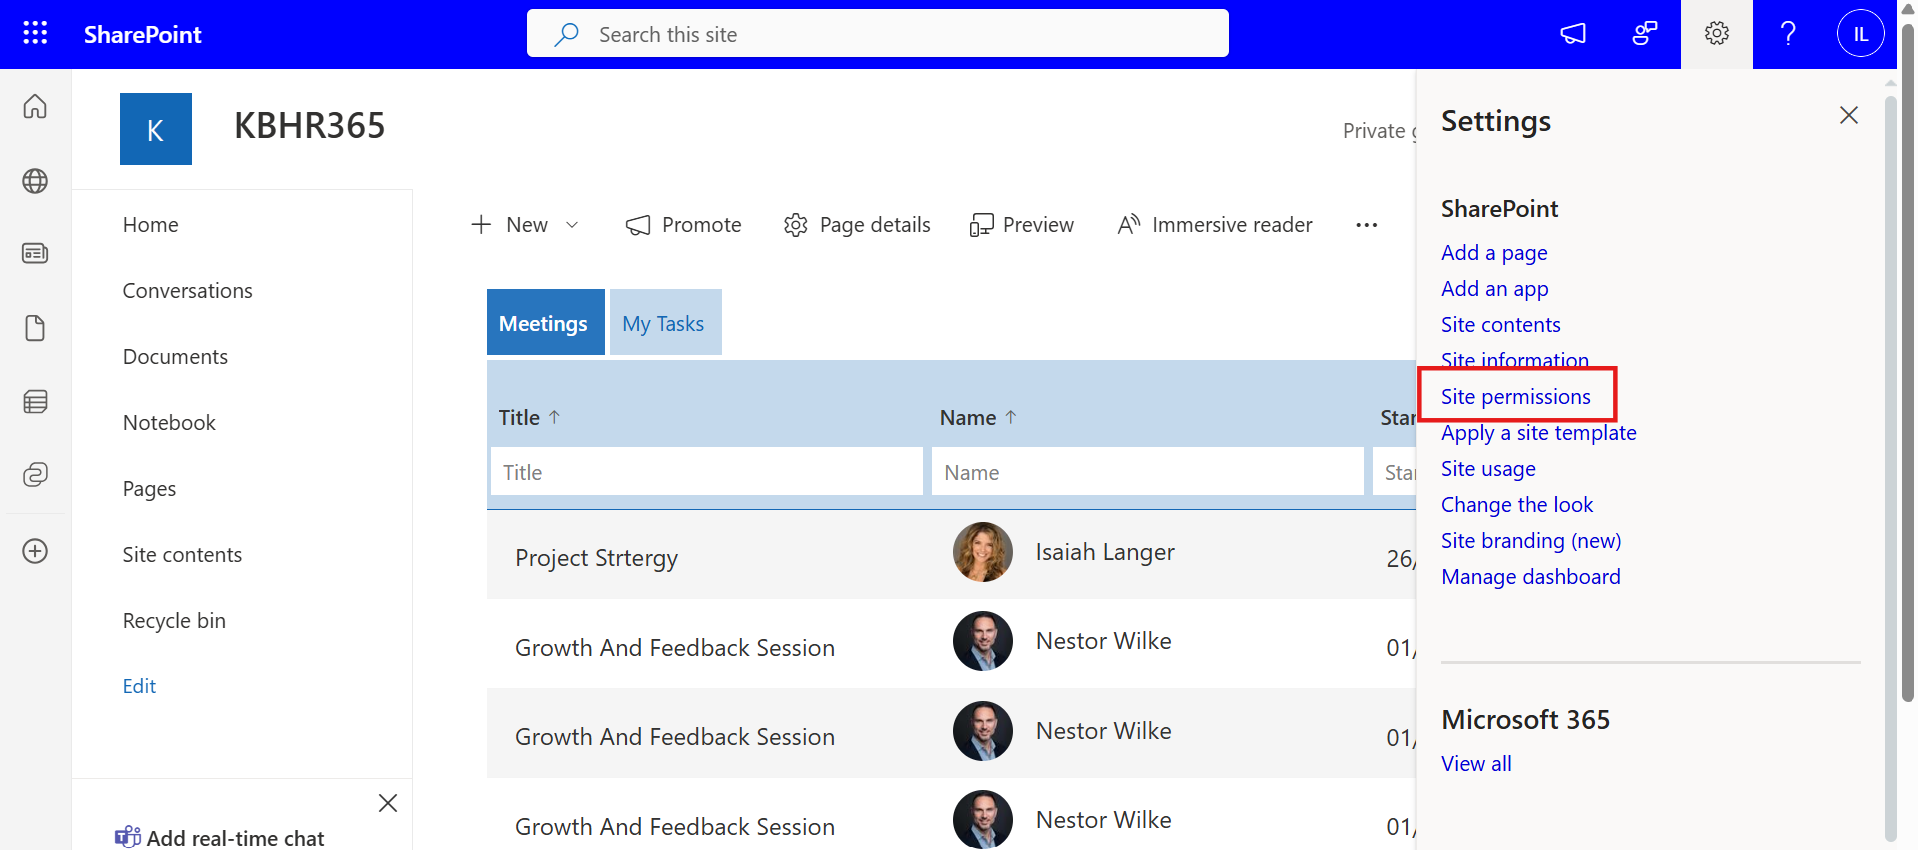 SharePoint
Search this site
IL
K
KBHR365
Private g
Home
Conversations
Documents
Notebook
Pages
Site contents
Recycle bin
Edit
Add real-time chat
New
Promote
Page details
Preview
Immersive reader
Meetings
My Tasks
Title ↑
Name ↑
Star
Title
Name
Star
Project Strtergy
Isaiah Langer
26/
Growth And Feedback Session
Nestor Wilke
01/
Growth And Feedback Session
Nestor Wilke
01/
Growth And Feedback Session
Nestor Wilke
01/
Settings
SharePoint
Add a page
Add an app
Site contents
Site information
Site permissions
Apply a site template
Site usage
Change the look
Site branding (new)
Manage dashboard
Microsoft 365
View all